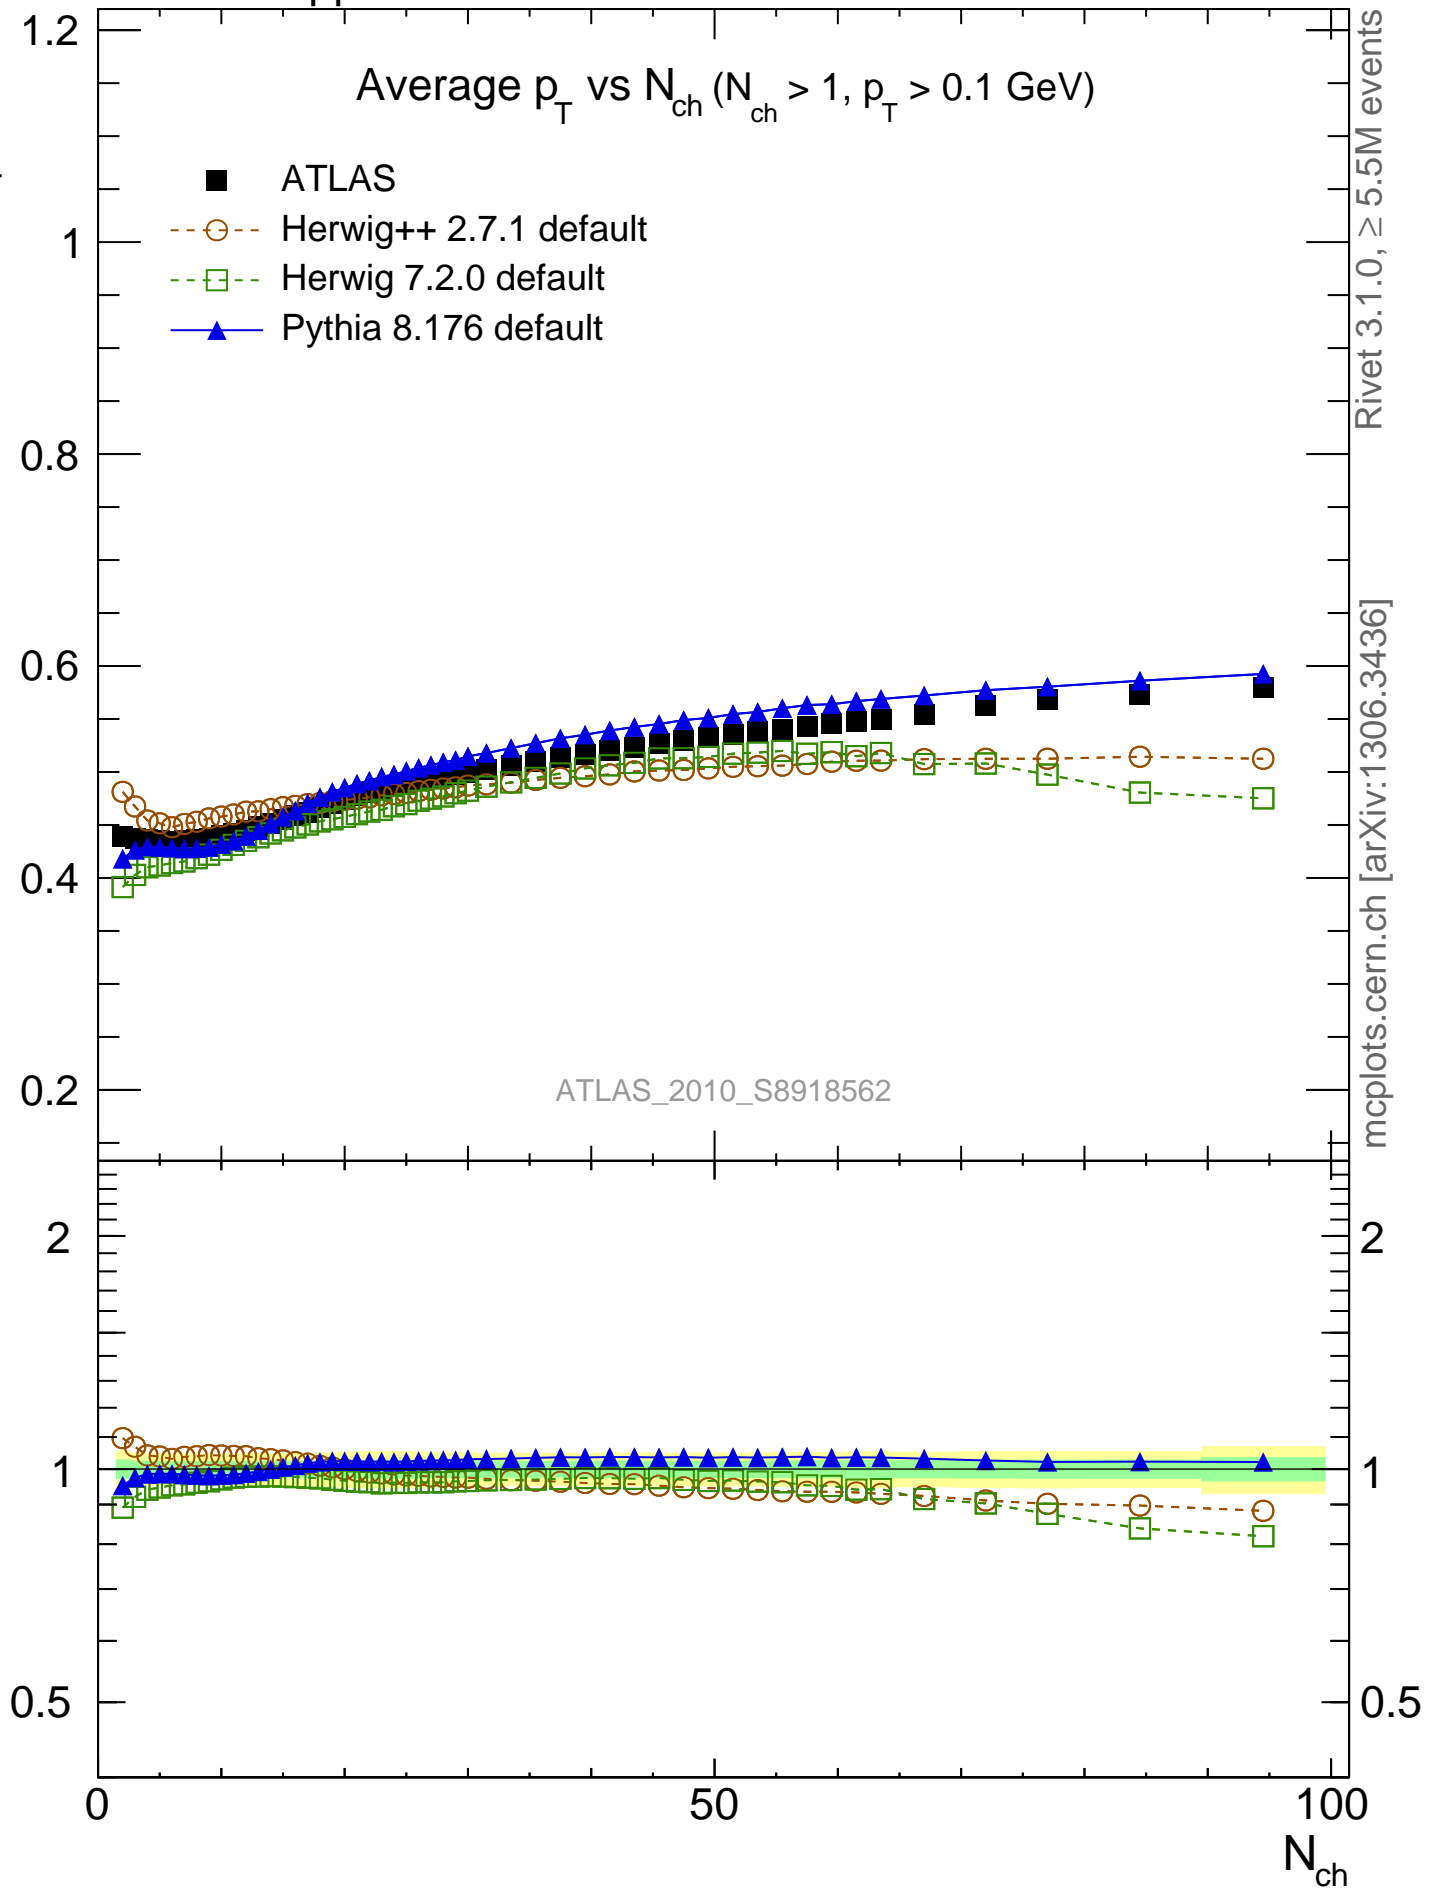 1.2
Average p_T vs N_ch (N_ch > 1, p_T > 0.1 GeV)
ATLAS
Herwig++ 2.7.1 default
Herwig 7.2.0 default
Pythia 8.176 default
1
0.8
0.6
0.4
0.2
ATLAS_2010_S8918562
Rivet 3.1.0, ≥ 5.5M events
mcplots.cern.ch [arXiv:1306.3436]
2
1
0.5
2
1
0.5
0
50
100
N_ch